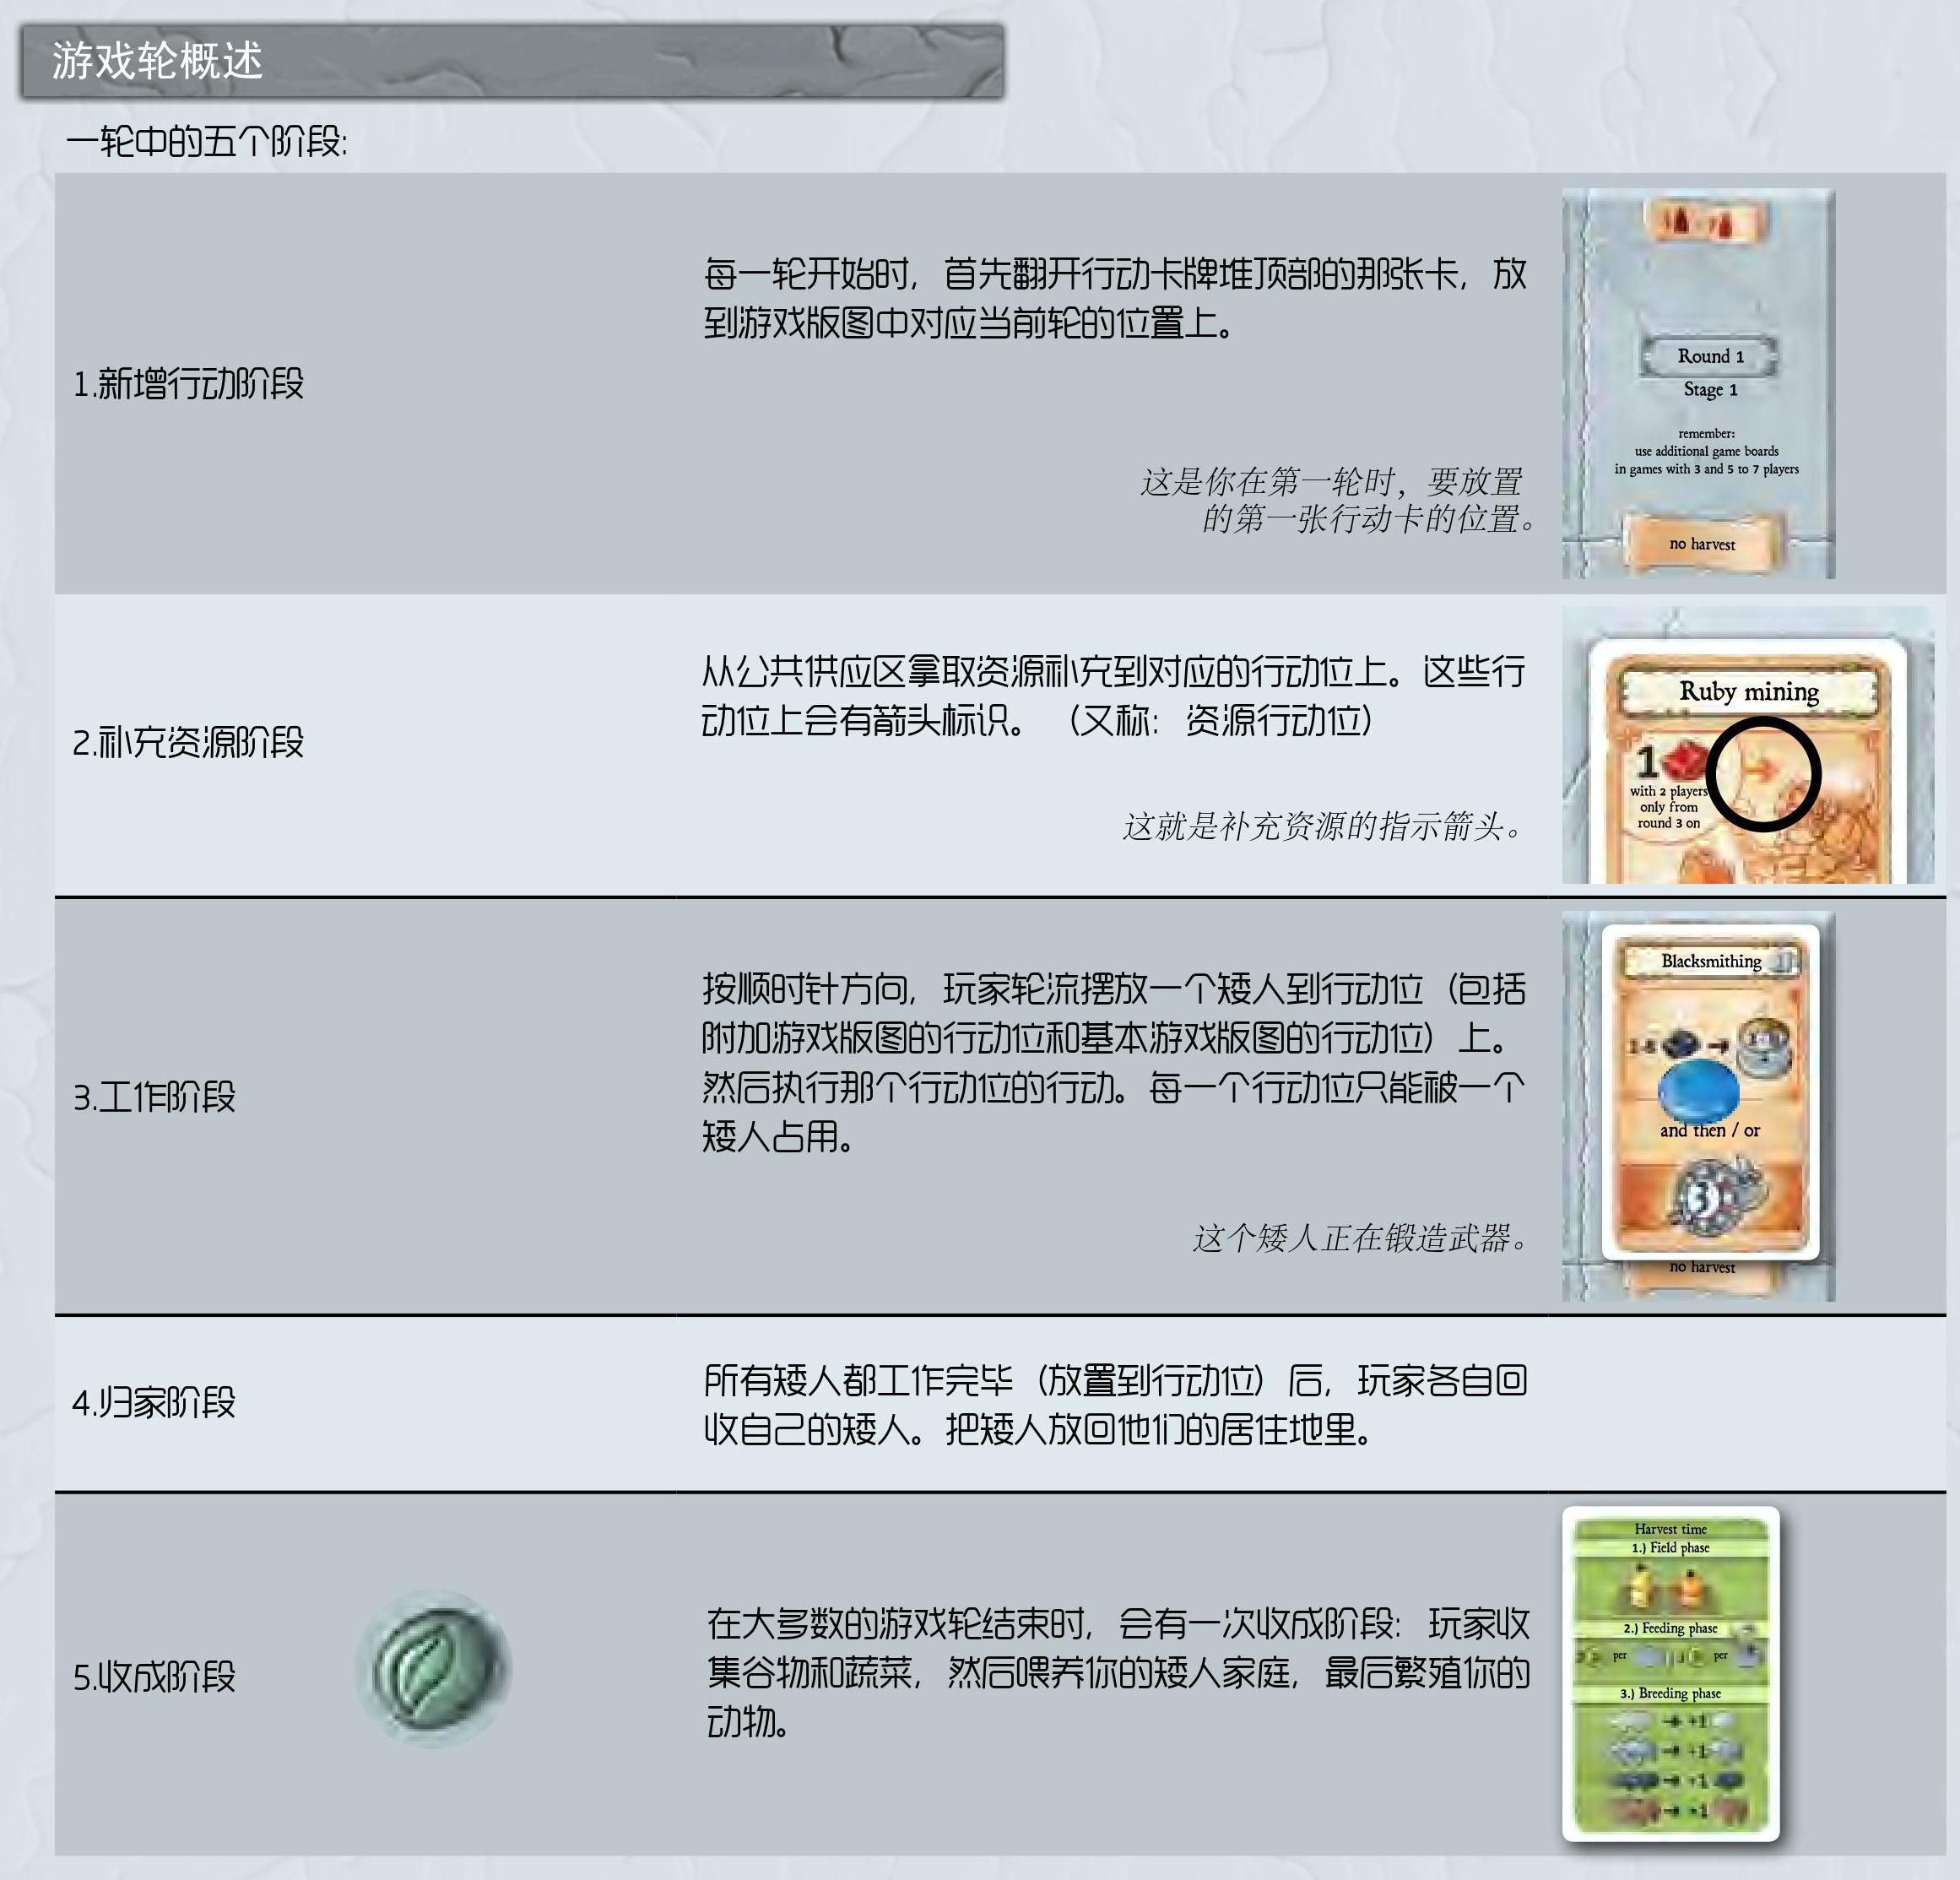 游戏轮概述
一轮中的五个阶段:
1.新增行动阶段
每一轮开始时，首先翻开行动卡牌堆顶部的那张卡，放
到游戏版图中对应当前轮的位置上。
这是你在第一轮时，要放置
的第一张行动卡的位置。
Round 1
Stage 1
remember:
use additional game boards
in games with 3 and 5 to 7 players
no harvest
2.补充资源阶段
从公共供应区拿取资源补充到对应的行动位上。这些行
动位上会有箭头标识。（又称：资源行动位）
这就是补充资源的指示箭头。
Ruby mining
1
with 2 players
only from
round 3 on
3.工作阶段
按顺时针方向，玩家轮流摆放一个矮人到行动位（包括
附加游戏版图的行动位和基本游戏版图的行动位）上。
然后执行那个行动位的行动。每一个行动位只能被一个
矮人占用。
这个矮人正在锻造武器。
Blacksmithing
and then / or
3
no harvest
4.归家阶段
所有矮人都工作完毕（放置到行动位）后，玩家各自回
收自己的矮人。把矮人放回他们的居住地里。
5.收成阶段
在大多数的游戏轮结束时，会有一次收成阶段：玩家收
集谷物和蔬菜，然后喂养你的矮人家庭，最后繁殖你的
动物。
Harvest time
1.) Field phase
2.) Feeding phase
per
per
3.) Breeding phase
+1
+1
+1
+1